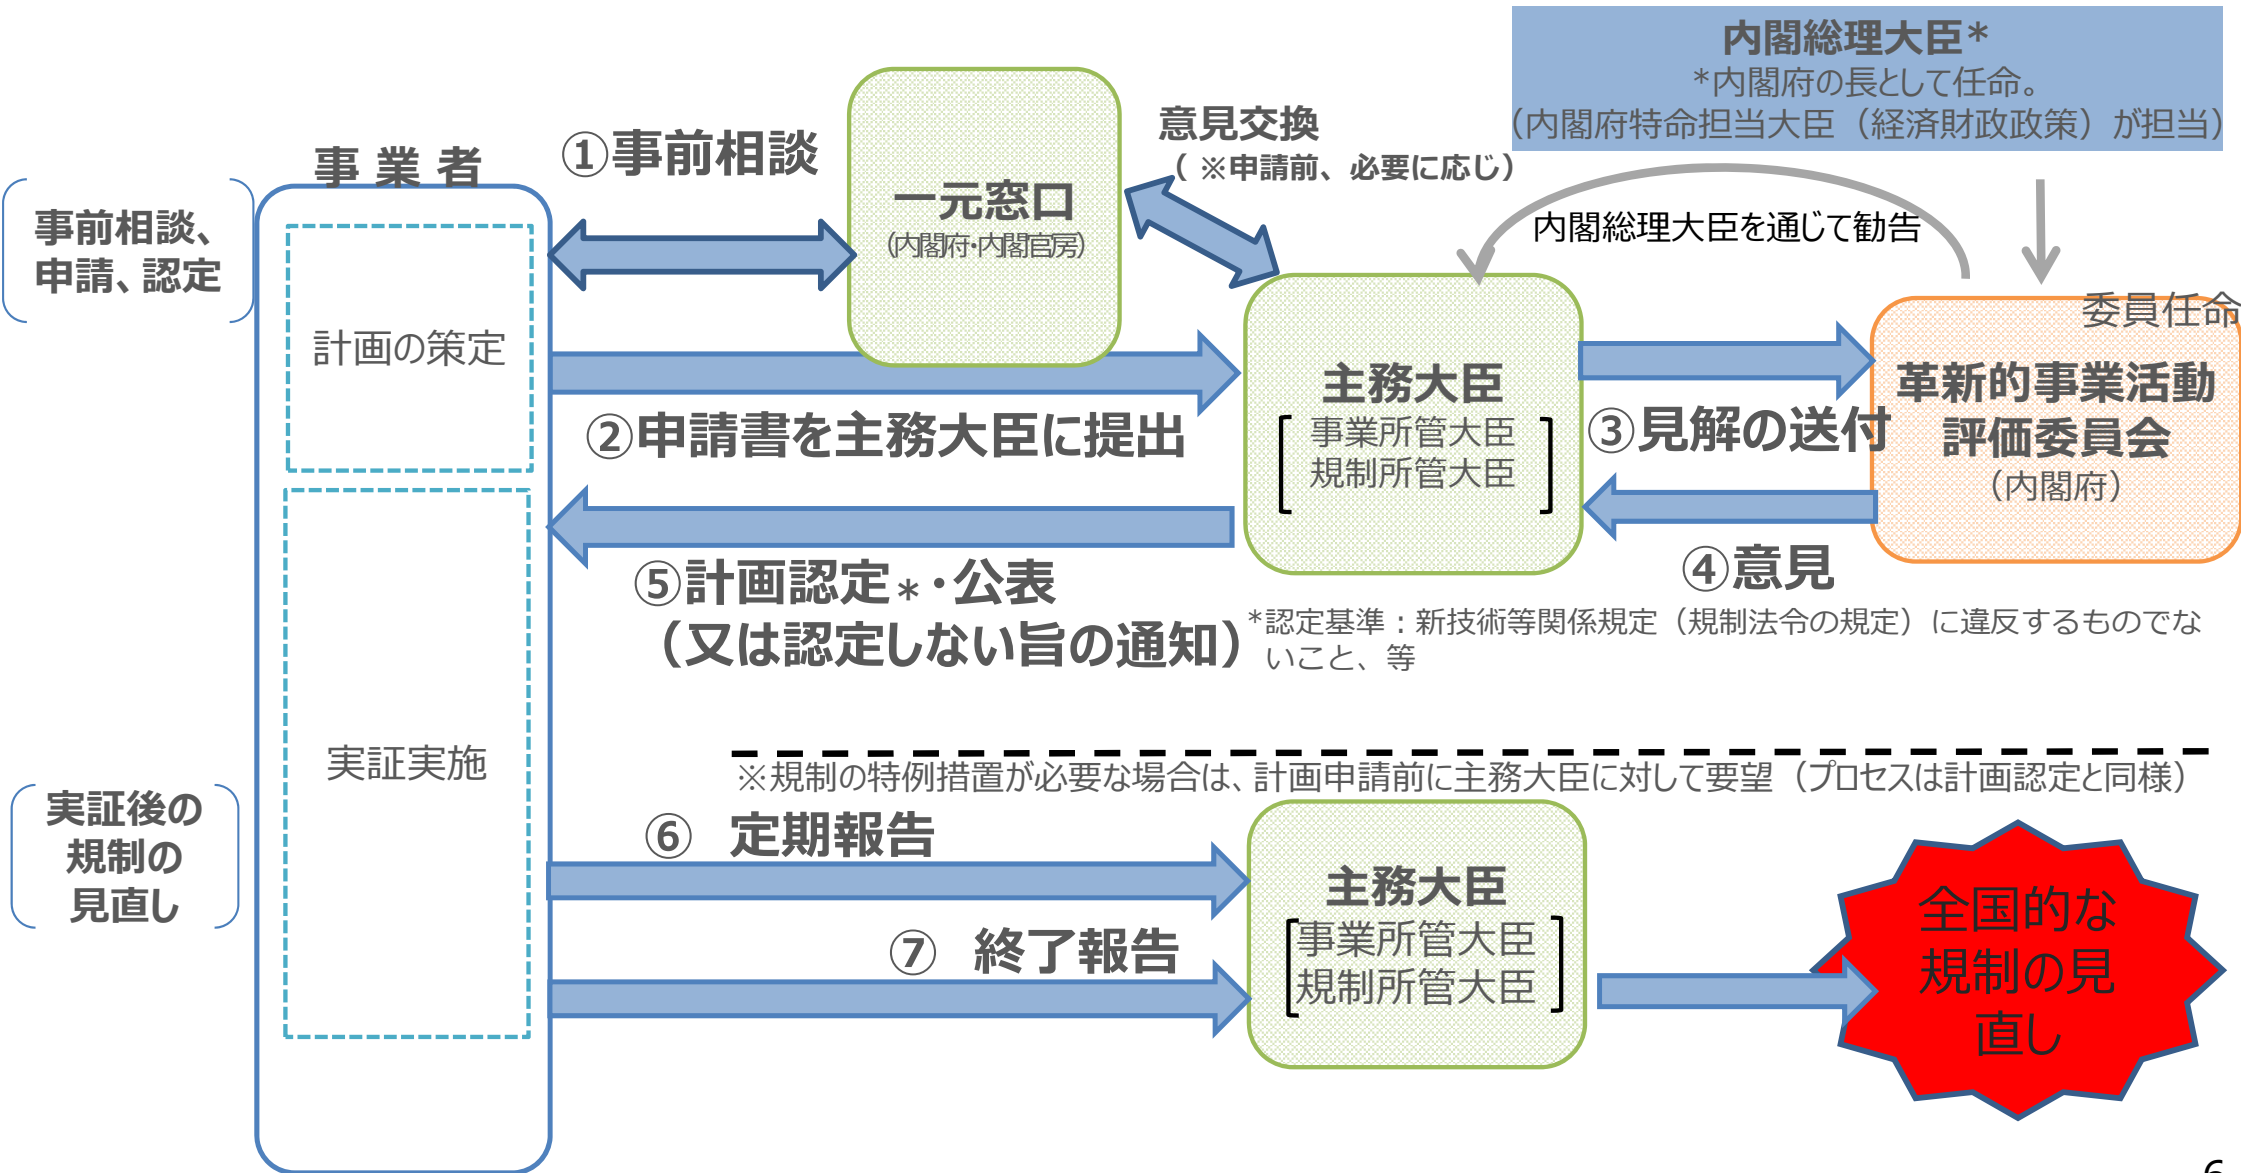 内閣総理大臣*
*内閣府の長として任命。
（内閣府特命担当大臣（経済財政政策）が担当）
事業者
①事前相談
意見交換
（ ※申請前、必要に応じ）
一元窓口
（内閣府・内閣官房）
事前相談、
申請、認定
内閣総理大臣を通じて勧告
委員任命
計画の策定
主務大臣
事業所管大臣
規制所管大臣
革新的事業活動
評価委員会
（内閣府）
②申請書を主務大臣に提出
③見解の送付
④意見
⑤計画認定*・公表
（又は認定しない旨の通知）
*認定基準：新技術等関係規定（規制法令の規定）に違反するものでな
いこと、等
実証実施
※規制の特例措置が必要な場合は、計画申請前に主務大臣に対して要望（プロセスは計画認定と同様）
実証後の
規制の
見直し
⑥ 定期報告
⑦ 終了報告
主務大臣
事業所管大臣
規制所管大臣
全国的な
規制の見
直し